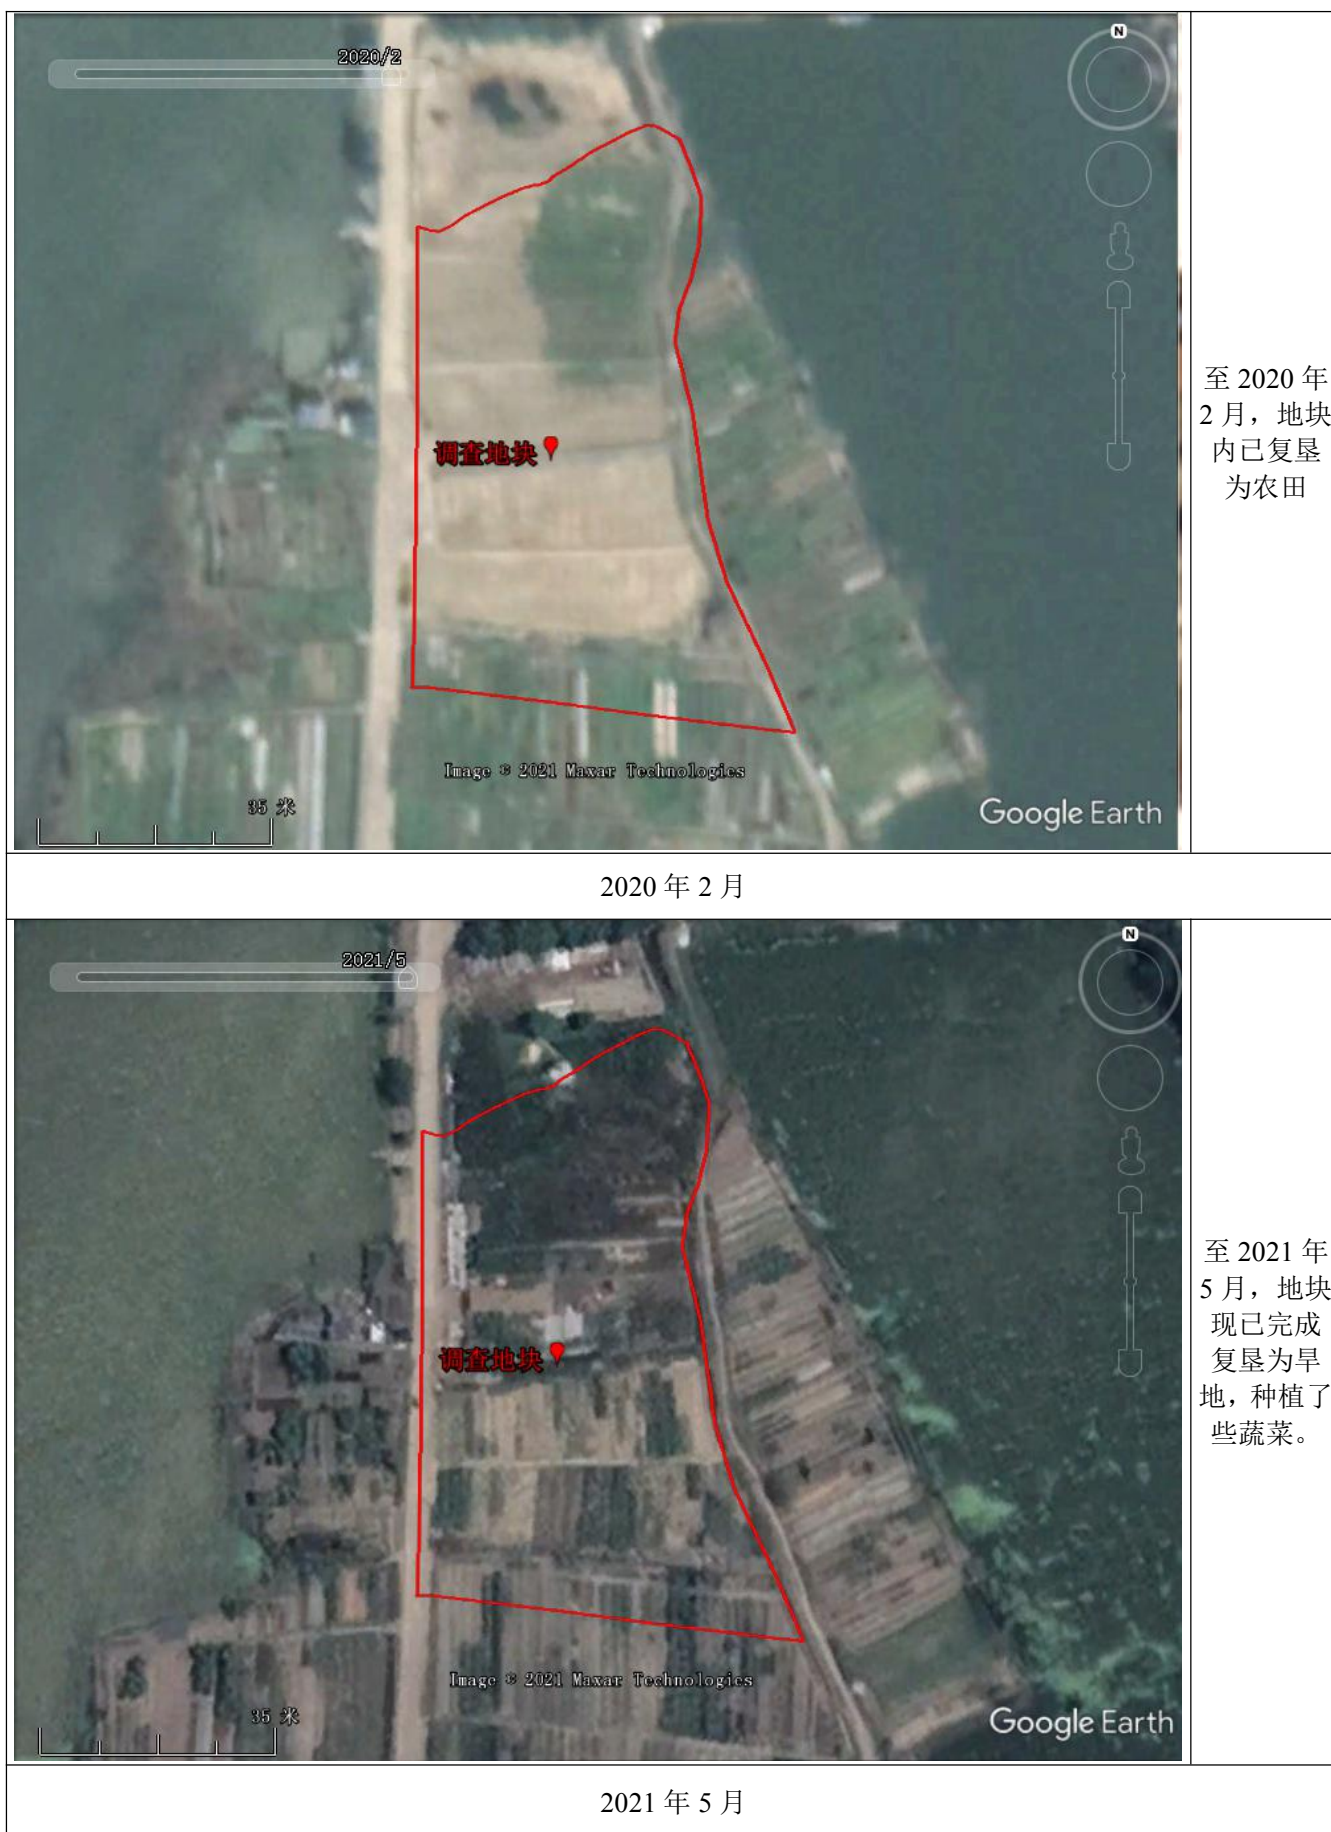 2020/2
N
调查地块
Image © 2021 Maxar Technologies
35 米
Google Earth
至 2020 年
2 月，地块
内已复垦
为农田
2020 年 2 月
2021/5
N
调查地块
Image © 2021 Maxar Technologies
35 米
Google Earth
至 2021 年
5 月，地块
现已完成
复垦为旱
地，种植了
些蔬菜。
2021 年 5 月